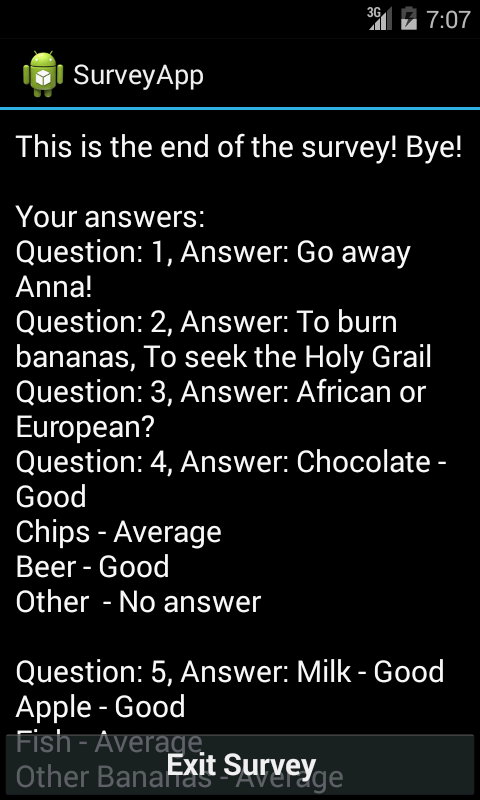 3G 7:07
SurveyApp
This is the end of the survey! Bye!
Your answers:
Question: 1, Answer: Go away
Anna!
Question: 2, Answer: To burn
bananas, To seek the Holy Grail
Question: 3, Answer: African or
European?
Question: 4, Answer: Chocolate -
Good
Chips - Average
Beer - Good
Other  - No answer
Question: 5, Answer: Milk - Good
Apple - Good
Fish - Average
Other Bananas - Average
Exit Survey